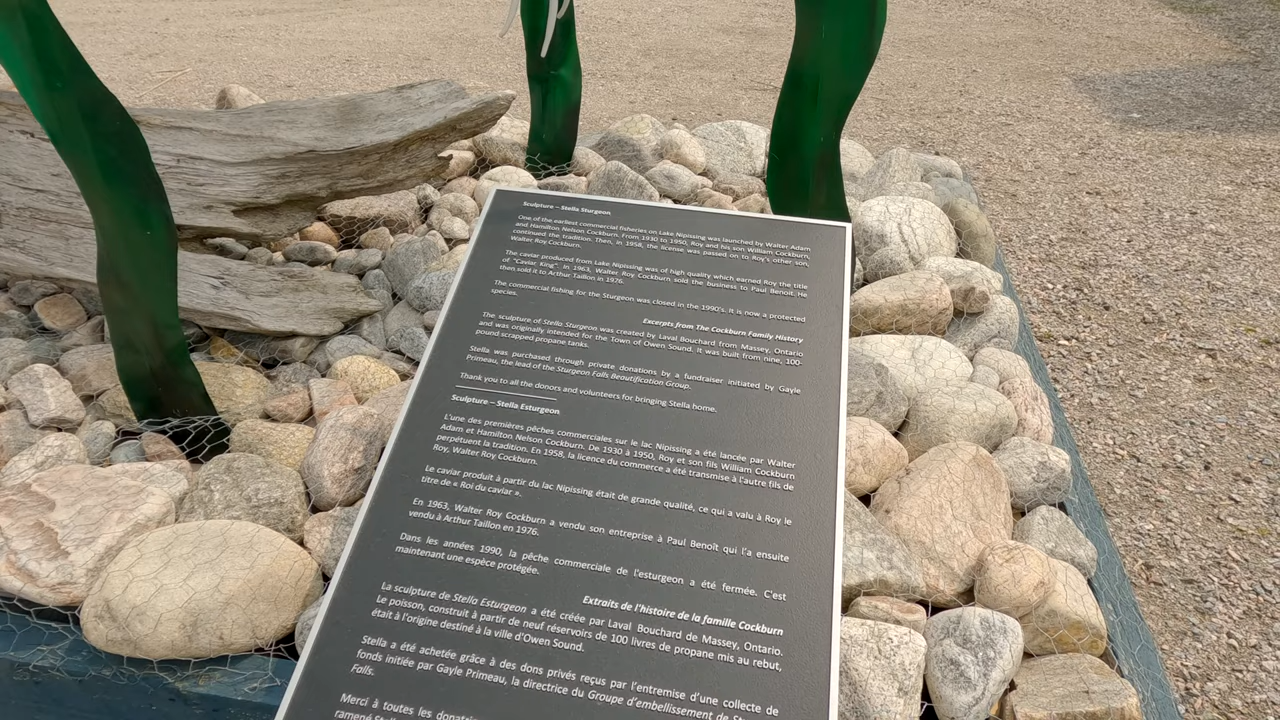 Sculpture – Stella Sturgeon
One of the earliest commercial fisheries on Lake Nipissing was launched by Walter Adam
and Hamilton Nelson Cockburn. From 1930 to 1950, Roy and his son William Cockburn,
continued the tradition. Then, in 1958, the license was passed on to Roy's other son,
Walter Roy Cockburn.
The caviar produced from Lake Nipissing was of high quality which earned Roy the title
of "Caviar King". In 1963, Walter Roy Cockburn sold the business to Paul Benoit. He
then sold it to Arthur Taillon in 1976.
The commercial fishing for the Sturgeon was closed in the 1990's. It is now a protected
species.
Excerpts from The Cockburn Family History
The sculpture of Stella Sturgeon was created by Laval Bouchard from Massey, Ontario
and was originally intended for the Town of Owen Sound. It was built from nine, 100-
pound scrapped propane tanks.
Stella was purchased through private donations by a fundraiser initiated by Gayle
Primeau, the lead of the Sturgeon Falls Beautification Group.
Thank you to all the donors and volunteers for bringing Stella home.
Sculpture – Stella Esturgeon
L'une des premières pêches commerciales sur le lac Nipissing a été lancée par Walter
Adam et Hamilton Nelson Cockburn. De 1930 à 1950, Roy et son fils William Cockburn
perpétuent la tradition. En 1958, la licence du commerce a été transmise à l'autre fils de
Roy, Walter Roy Cockburn.
Le caviar produit à partir du lac Nipissing était de grande qualité, ce qui a valu à Roy le
titre de « Roi du caviar ».
En 1963, Walter Roy Cockburn a vendu son entreprise à Paul Benoît qui l'a ensuite
vendu à Arthur Taillon en 1976.
Dans les années 1990, la pêche commerciale de l'esturgeon a été fermée. C'est
maintenant une espèce protégée.
Extraits de l'histoire de la famille Cockburn
La sculpture de Stella Esturgeon a été créée par Laval Bouchard de Massey, Ontario.
Le poisson, construit à partir de neuf réservoirs de 100 livres de propane mis au rebut,
était à l'origine destiné à la ville d'Owen Sound.
Stella a été achetée grâce à des dons privés reçus par l'entremise d'une collecte de
fonds initiée par Gayle Primeau, la directrice du Groupe d'embellissement de
Falls.
Merci à toutes les
ramené